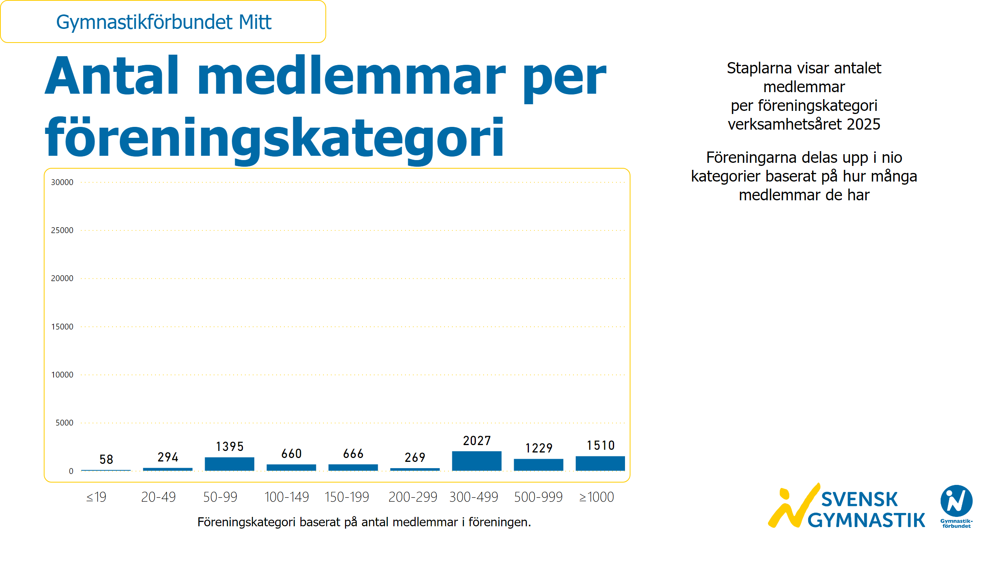 Gymnastikförbundet Mitt
Antal medlemmar per
föreningskategori
Staplarna visar antalet
medlemmar
per föreningskategori
verksamhetsåret 2025
Föreningarna delas upp i nio
kategorier baserat på hur många
medlemmar de har
30000
25000
20000
15000
10000
5000
0
58 294 1395 660 666 269 2027 1229 1510
≤19 20-49 50-99 100-149 150-199 200-299 300-499 500-999 ≥1000
Föreningskategori baserat på antal medlemmar i föreningen.
SVENSK
GYMNASTIK
Gymnastik-
förbundet